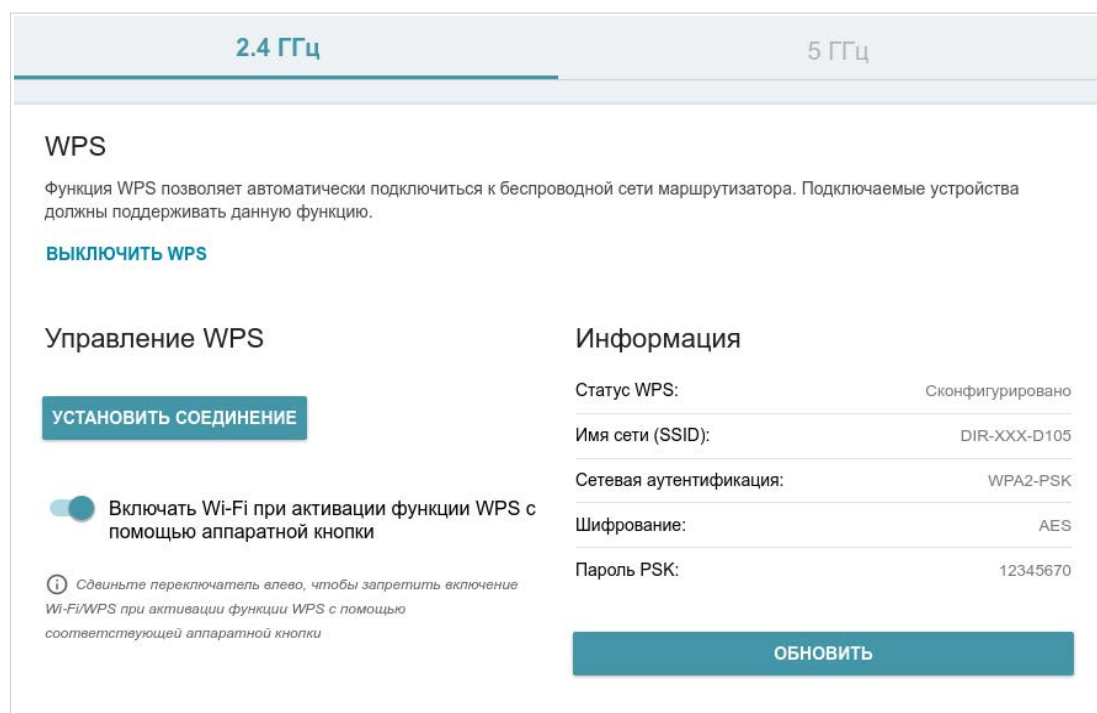 2.4 ГГц
5 ГГц
WPS
Функция WPS позволяет автоматически подключиться к беспроводной сети маршрутизатора. Подключаемые устройства
должны поддерживать данную функцию.
ВЫКЛЮЧИТЬ WPS
Управление WPS
УСТАНОВИТЬ СОЕДИНЕНИЕ
Включать Wi-Fi при активации функции WPS с
помощью аппаратной кнопки
Сдвиньте переключатель влево, чтобы запретить включение
Wi-Fi/WPS при активации функции WPS с помощью
соответствующей аппаратной кнопки
Информация
Статус WPS: Сконфигурировано
Имя сети (SSID): DIR-XXX-D105
Сетевая аутентификация: WPA2-PSK
Шифрование: AES
Пароль PSK: 12345670
ОБНОВИТЬ